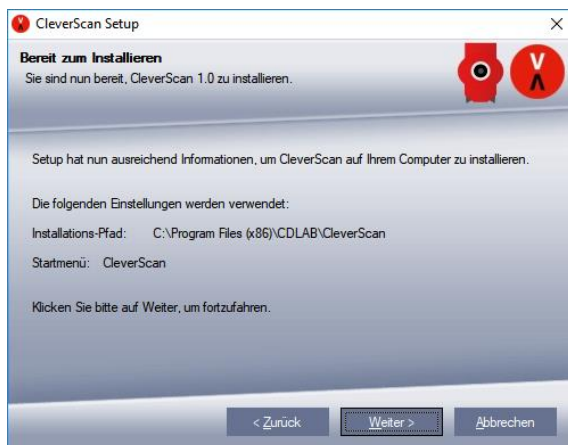 CleverScan Setup
Bereit zum Installieren
Sie sind nun bereit, CleverScan 1.0 zu installieren.
Setup hat nun ausreichend Informationen, um CleverScan auf Ihrem Computer zu installieren.
Die folgenden Einstellungen werden verwendet:
Installations-Pfad: C:\Program Files (x86)\CDLAB\CleverScan
Startmenü: CleverScan
Klicken Sie bitte auf Weiter, um fortzufahren.
< Zurück Weiter > Abbrechen